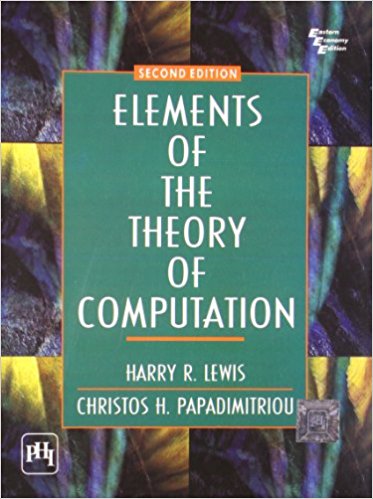 Eastern
Economy
Edition
SECOND EDITION
ELEMENTS
OF
THE
THEORY
OF
COMPUTATION
HARRY R. LEWIS
CHRISTOS H. PAPADIMITRIOU
PHI